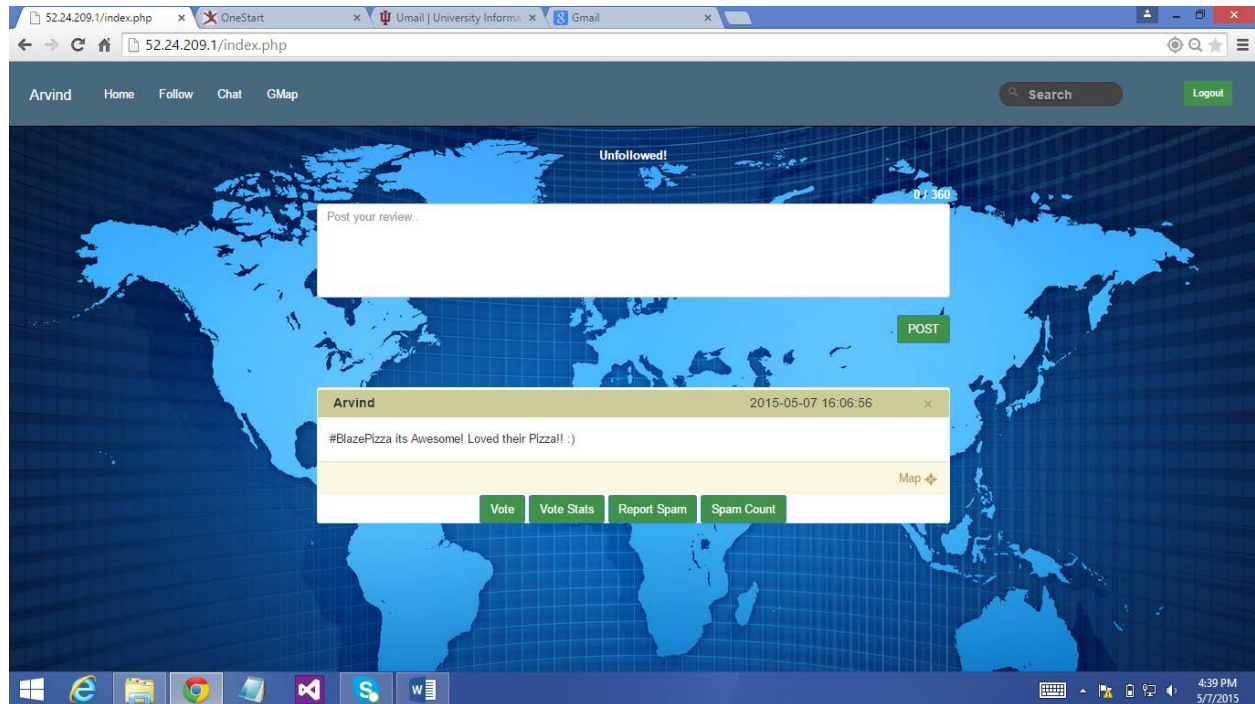 52.24.209.1/index.php OneStart Umail | University Informa Gmail
52.24.209.1/index.php
Arvind Home Follow Chat GMap Search Logout
Unfollowed!
0 / 360
Post your review..
POST
Arvind 2015-05-07 16:06:56
#BlazePizza its Awesome! Loved their Pizza!! :)
Map
Vote Vote Stats Report Spam Spam Count
4:39 PM
5/7/2015